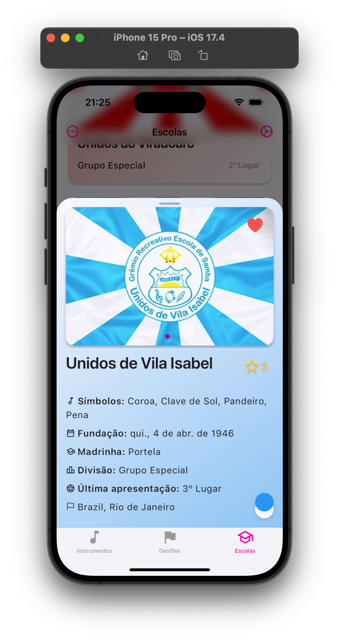 iPhone 15 Pro – iOS 17.4
21:25
Escolas
Unidos do Viradouro
Grupo Especial
2º Lugar
Grêmio Recreativo Escola de Samba
Unidos de Vila Isabel
Unidos de Vila Isabel
3
Símbolos: Coroa, Clave de Sol, Pandeiro,
Pena
Fundação: qui., 4 de abr. de 1946
Madrinha: Portela
Divisão: Grupo Especial
Última apresentação: 3º Lugar
Brazil, Rio de Janeiro
Instrumentos
Desfiles
Escolas